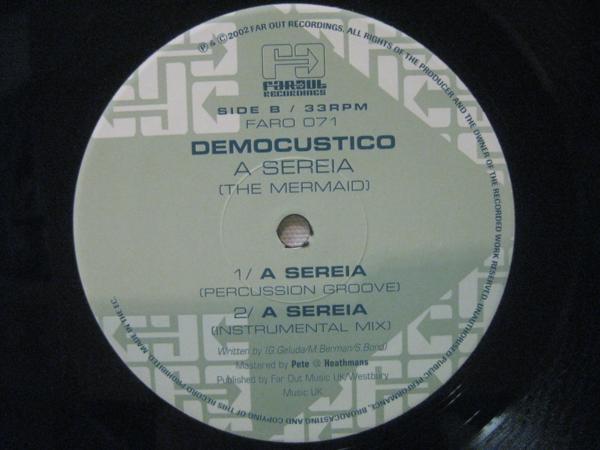 ℗ & © 2002 FAR OUT RECORDINGS. ALL RIGHTS OF THE PRODUCER AND THE OWNER OF THE RECORDED WORK RESERVED. UNAUTHORISED PUBLIC PERFORMANCE, BROADCASTING AND COPYING OF THIS RECORD PROHIBITED. MADE IN THE EC.
FAROUT
RECORDINGS
SIDE B / 33RPM
FARO 071
DEMOCUSTICO
A SEREIA
(THE MERMAID)
1/ A SEREIA
(PERCUSSION GROOVE)
2/ A SEREIA
(INSTRUMENTAL MIX)
Written by (G.Geluda/M.Berman/S.Bond)
Mastered by Pete @ Heathmans
Published by Far Out Music UK/Westbury
Music UK